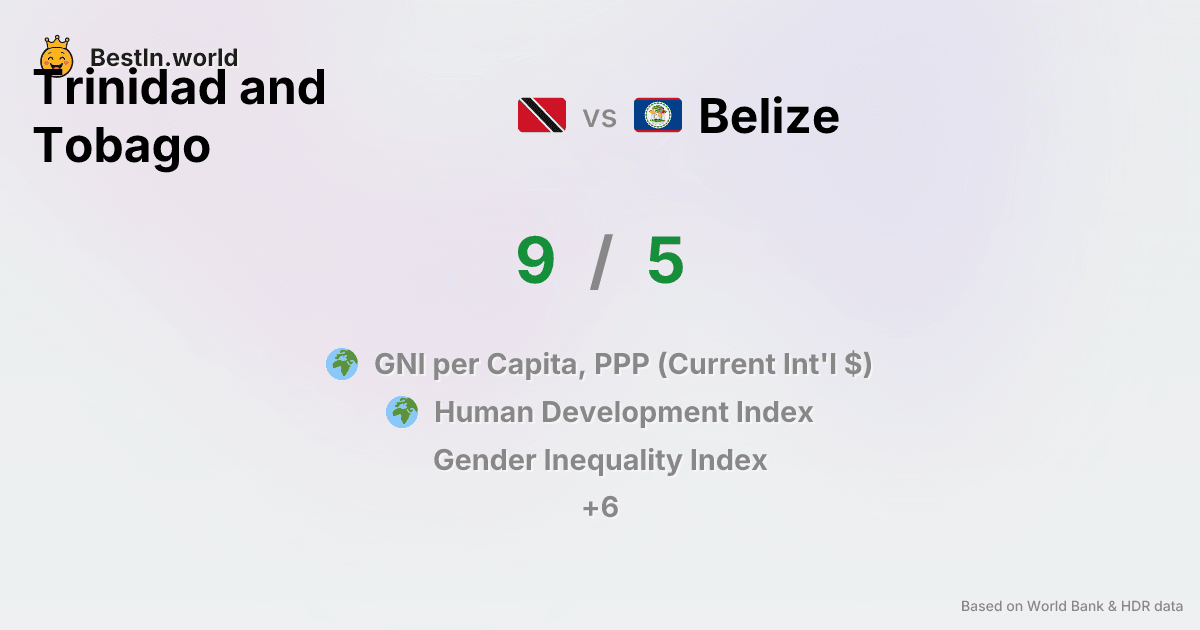 BestIn.world
Trinidad and
Tobago
vs
Belize
9 / 5
GNI per Capita, PPP (Current Int'l $)
Human Development Index
Gender Inequality Index
+6
Based on World Bank & HDR data